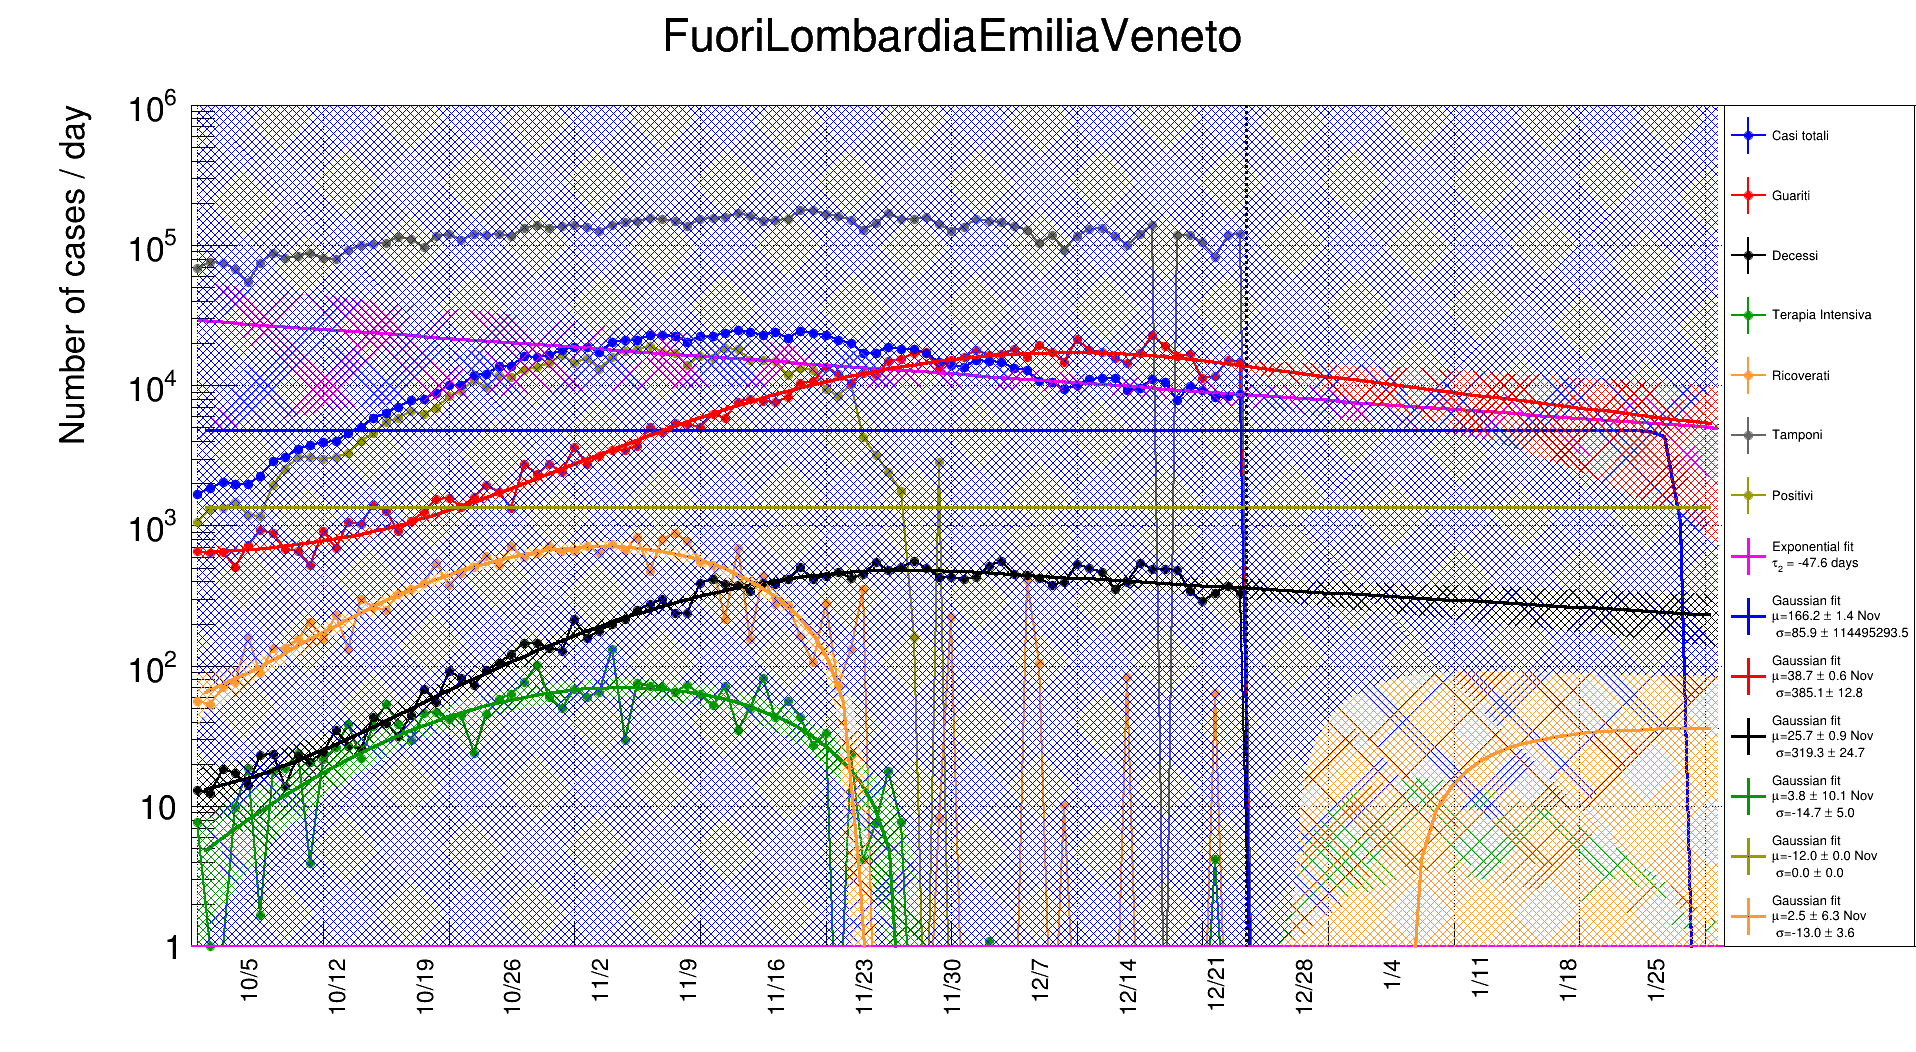 FuoriLombardiaEmiliaVeneto
Number of cases / day
10^6
10^5
10^4
10^3
10^2
10
1
10/5
10/12
10/19
10/26
11/2
11/9
11/16
11/23
11/30
12/7
12/14
12/21
12/28
1/4
1/11
1/18
1/25
Casi totali
Guariti
Decessi
Terapia Intensiva
Ricoverati
Tamponi
Positivi
Exponential fit
τ₂ = -47.6 days
Gaussian fit
μ=166.2 ± 1.4 Nov
σ=85.9 ± 114495293.5
Gaussian fit
μ=38.7 ± 0.6 Nov
σ=385.1 ± 12.8
Gaussian fit
μ=25.7 ± 0.9 Nov
σ=319.3 ± 24.7
Gaussian fit
μ=3.8 ± 10.1 Nov
σ=-14.7 ± 5.0
Gaussian fit
μ=-12.0 ± 0.0 Nov
σ=0.0 ± 0.0
Gaussian fit
μ=2.5 ± 6.3 Nov
σ=-13.0 ± 3.6